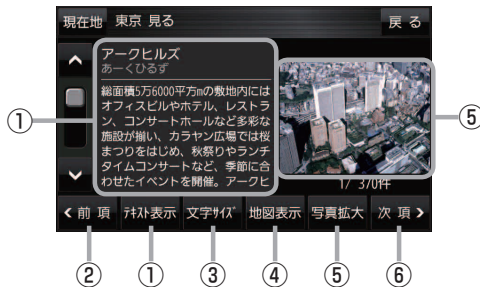 現在地 東京 見る 戻 る
アークヒルズ
あーくひるず
総面積5万6000平方mの敷地内には
オフィスビルやホテル、レストラ
ン、コンサートホールなど多彩な
施設が揃い、カラヤン広場では桜
まつりをはじめ、秋祭りやランチ
タイムコンサートなど、季節に合
わせたイベントを開催。アークヒ
① ⑤
1/ 370件
前 項 ﾃｷｽﾄ表示 文字ｻｲｽﾞ 地図表示 写真拡大 次 項
② ① ③ ④ ⑤ ⑥